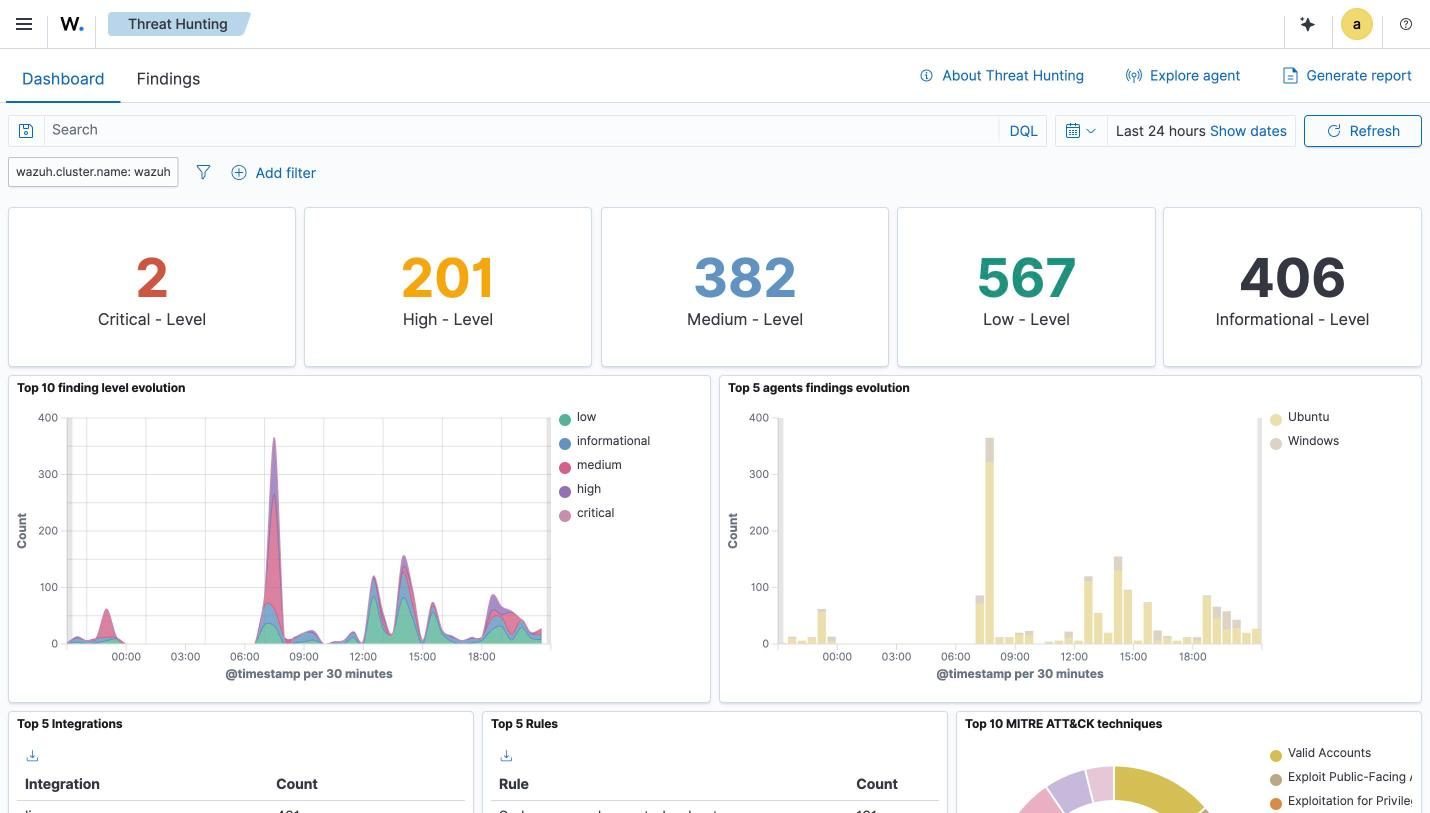 W.
Threat Hunting
a
Dashboard
Findings
About Threat Hunting
Explore agent
Generate report
Search
DQL
Last 24 hours Show dates
Refresh
wazuh.cluster.name: wazuh
Add filter
2
Critical - Level
201
High - Level
382
Medium - Level
567
Low - Level
406
Informational - Level
Top 10 finding level evolution
400
300
200
100
0
Count
00:00 03:00 06:00 09:00 12:00 15:00 18:00
@timestamp per 30 minutes
low
informational
medium
high
critical
Top 5 agents findings evolution
400
300
200
100
0
Count
00:00 03:00 06:00 09:00 12:00 15:00 18:00
@timestamp per 30 minutes
Ubuntu
Windows
Top 5 Integrations
Integration Count
Top 5 Rules
Rule Count
Top 10 MITRE ATT&CK techniques
Valid Accounts
Exploit Public-Facing
Exploitation for Privile